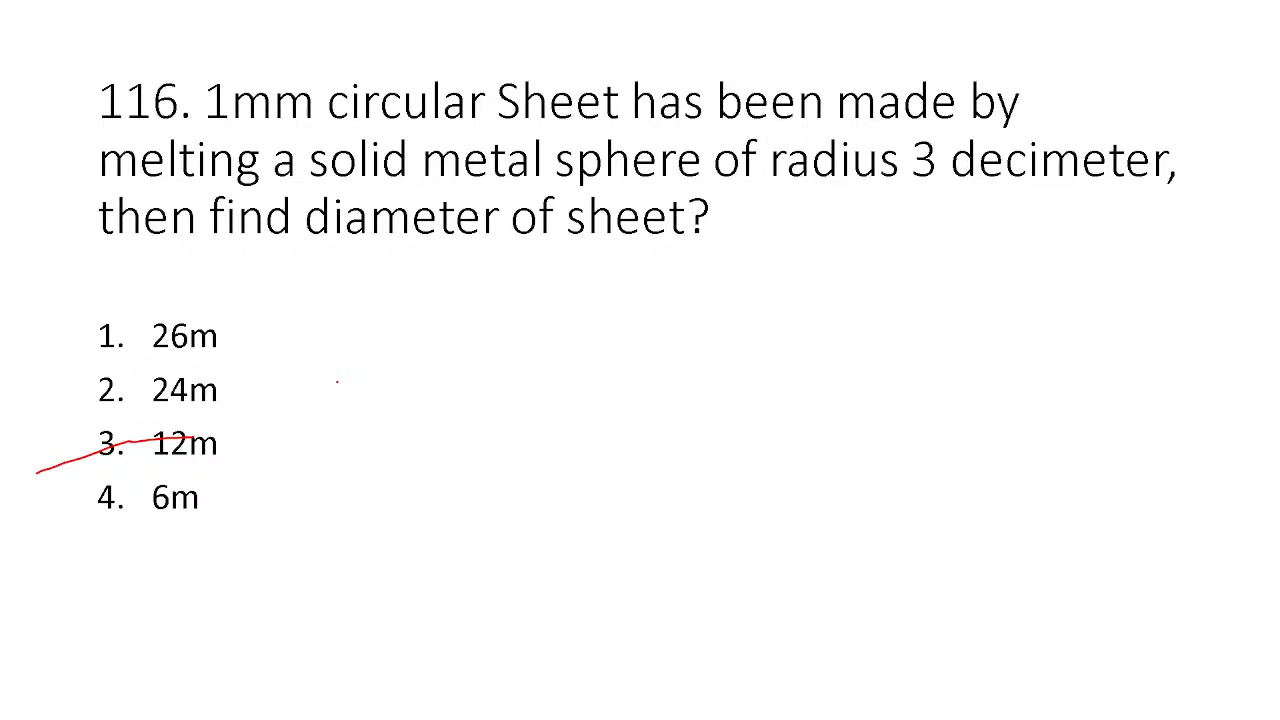 116. 1mm circular Sheet has been made by
melting a solid metal sphere of radius 3 decimeter,
then find diameter of sheet?
1. 26m
2. 24m
3. 12m
4. 6m